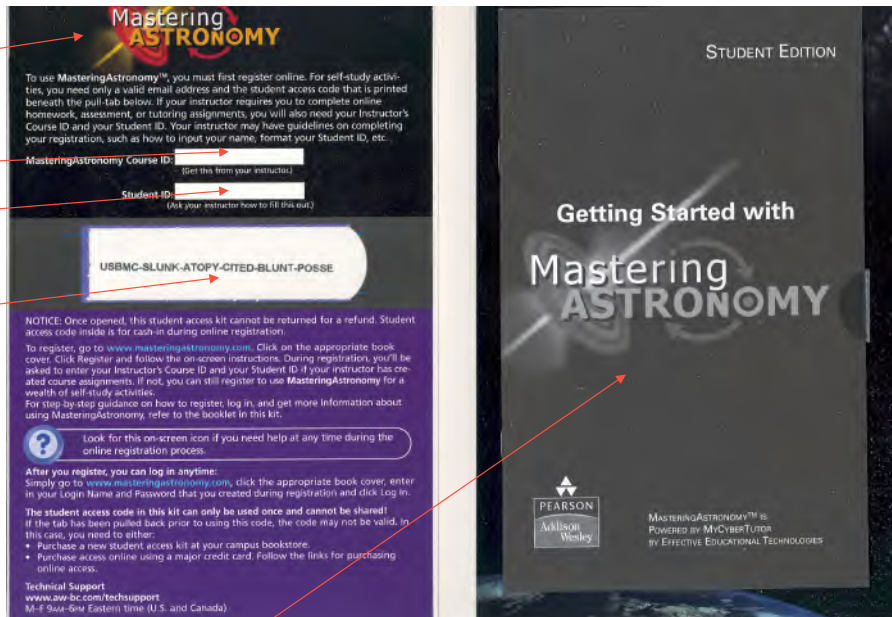 Mastering
ASTRONOMY
To use MasteringAstronomy™, you must first register online. For self-study activi-
ties, you need only a valid email address and the student access code that is printed
beneath the pull-tab below. If your instructor requires you to complete online
homework, assessment, or tutoring assignments, you will also need your Instructor's
Course ID and your Student ID. Your instructor may have guidelines on completing
your registration, such as how to input your name, format your Student ID, etc.
MasteringAstronomy Course ID:
(Get this from your instructor.)
Student ID:
(Ask your instructor how to fill this out.)
USBMC-SLUNK-ATOPY-CITED-BLUNT-POSSE
NOTICE: Once opened, this student access kit cannot be returned for a refund. Student
access code inside is for cash-in during online registration.
To register, go to www.masteringastronomy.com. Click on the appropriate book
cover. Click Register and follow the on-screen instructions. During registration, you'll be
asked to enter your Instructor's Course ID and your Student ID if your instructor has cre-
ated course assignments. If not, you can still register to use MasteringAstronomy for a
wealth of self-study activities.
For step-by-step guidance on how to register, log in, and get more information about
using MasteringAstronomy, refer to the booklet in this kit.
?
Look for this on-screen icon if you need help at any time during the
online registration process.
After you register, you can log in anytime:
Simply go to www.masteringastronomy.com, click the appropriate book cover, enter
in your Login Name and Password that you created during registration and click Log In.
The student access code in this kit can only be used once and cannot be shared!
If the tab has been pulled back prior to using this code, the code may not be valid. In
this case, you need to either:
• Purchase a new student access kit at your campus bookstore.
• Purchase access online using a major credit card. Follow the links for purchasing
online access.
Technical Support
www.aw-bc.com/techsupport
M–F 9AM–6PM Eastern time (U.S. and Canada)
STUDENT EDITION
Getting Started with
Mastering
ASTRONOMY
PEARSON
Addison
Wesley
MASTERINGASTRONOMY™ IS
POWERED BY MYCYBERTUTOR
BY EFFECTIVE EDUCATIONAL TECHNOLOGIES